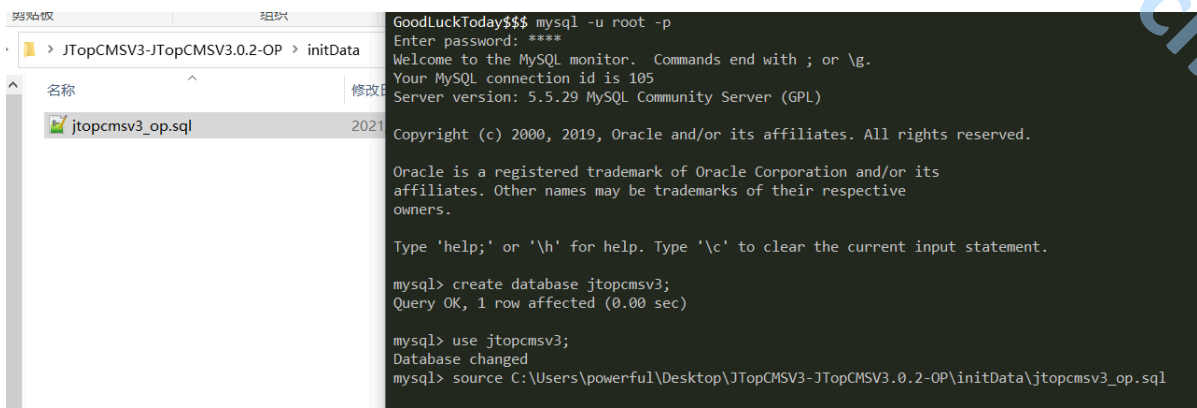 剪贴板 组织
JTopCMSV3-JTopCMSV3.0.2-OP > initData
名称 修改
jtopcmsv3_op.sql 2021
GoodLuckToday$$$ mysql -u root -p
Enter password: ****
Welcome to the MySQL monitor.  Commands end with ; or \g.
Your MySQL connection id is 105
Server version: 5.5.29 MySQL Community Server (GPL)
Copyright (c) 2000, 2019, Oracle and/or its affiliates. All rights reserved.
Oracle is a registered trademark of Oracle Corporation and/or its
affiliates. Other names may be trademarks of their respective
owners.
Type 'help;' or '\h' for help. Type '\c' to clear the current input statement.
mysql> create database jtopcmsv3;
Query OK, 1 row affected (0.00 sec)
mysql> use jtopcmsv3;
Database changed
mysql> source C:\Users\powerful\Desktop\JTopCMSV3-JTopCMSV3.0.2-OP\initData\jtopcmsv3_op.sql